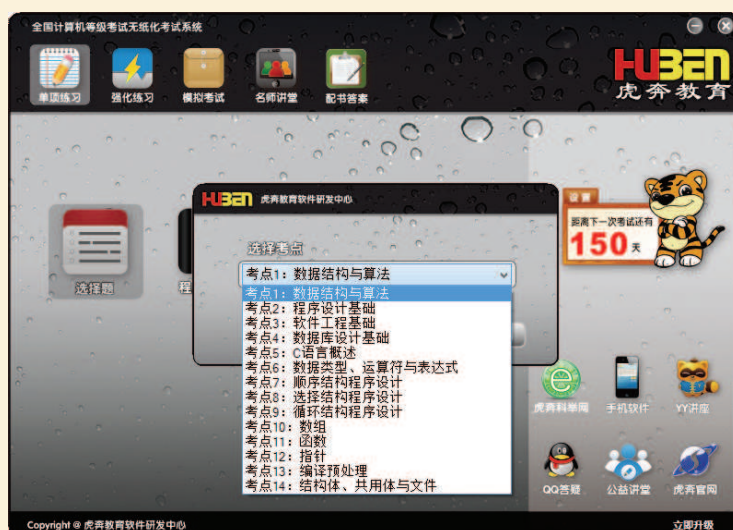 全国计算机等级考试无纸化考试系统
单项练习
强化练习
模拟考试
名师讲堂
配书答案
HUBEN
虎奔教育
HUBEN 虎奔教育软件研发中心
设置
距离下一次考试还有
150天
选择考点
选择题
程
考点1：数据结构与算法
考点1：数据结构与算法
考点2：程序设计基础
考点3：软件工程基础
考点4：数据库设计基础
考点5：C语言概述
考点6：数据类型、运算符与表达式
考点7：顺序结构程序设计
考点8：选择结构程序设计
考点9：循环结构程序设计
考点10：数组
考点11：函数
考点12：指针
考点13：编译预处理
考点14：结构体、共用体与文件
虎奔科举网
手机软件
YY讲座
QQ答疑
公益讲堂
虎奔官网
Copyright @ 虎奔教育软件研发中心
立即升级